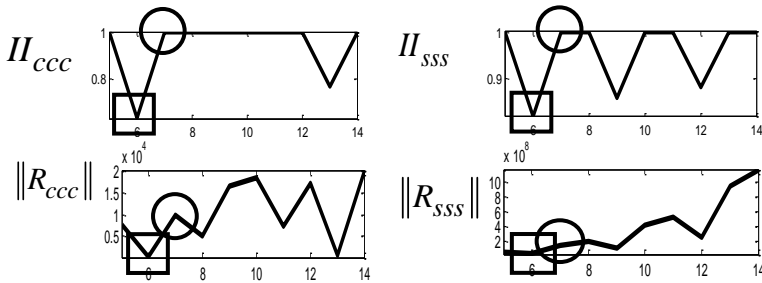 II_ccc
1
0.8
6 8 10 12 14
II_sss
1
0.9
6 8 10 12 14
‖R_ccc‖
x 10^4
2
1.5
1
0.5
6 8 10 12 14
‖R_sss‖
x 10^8
10
8
6
4
2
6 8 10 12 14